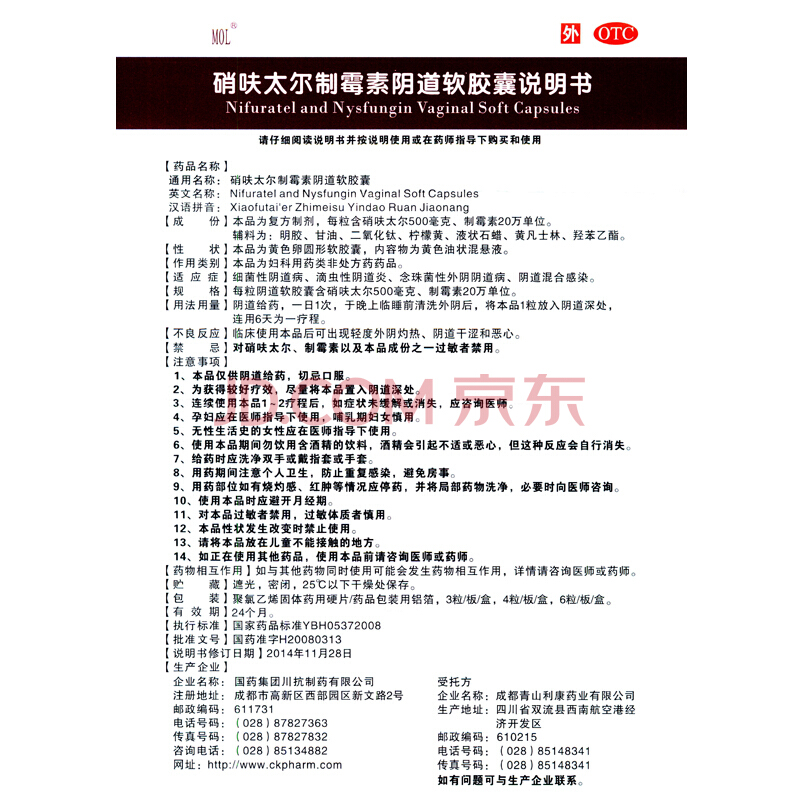 MOL®
外 OTC
硝呋太尔制霉素阴道软胶囊说明书
Nifuratel and Nysfungin Vaginal Soft Capsules
请仔细阅读说明书并按说明使用或在药师指导下购买和使用
【药品名称】
通用名称：硝呋太尔制霉素阴道软胶囊
英文名称：Nifuratel and Nysfungin Vaginal Soft Capsules
汉语拼音：Xiaofutai'er Zhimeisu Yindao Ruan Jiaonang
【成 份】本品为复方制剂，每粒含硝呋太尔500毫克、制霉素20万单位。
辅料为：明胶、甘油、二氧化钛、柠檬黄、液状石蜡、黄凡士林、羟苯乙酯。
【性 状】本品为黄色卵圆形软胶囊，内容物为黄色油状混悬液。
【作用类别】本品为妇科用药类非处方药药品。
【适 应 症】细菌性阴道病、滴虫性阴道炎、念珠菌性外阴阴道病、阴道混合感染。
【规 格】每粒阴道软胶囊含硝呋太尔500毫克、制霉素20万单位。
【用法用量】阴道给药，一日1次，于晚上临睡前清洗外阴后，将本品1粒放入阴道深处，
连用6天为一疗程。
【不良反应】临床使用本品后可出现轻度外阴灼热、阴道干涩和恶心。
【禁 忌】对硝呋太尔、制霉素以及本品成份之一过敏者禁用。
【注意事项】
1、本品仅供阴道给药，切忌口服。
2、为获得较好疗效，尽量将本品置入阴道深处。
JD.COM 京东
3、连续使用本品1~2疗程后，如症状未缓解或消失，应咨询医师。
4、孕妇应在医师指导下使用，哺乳期妇女慎用。
5、无性生活史的女性应在医师指导下使用。
6、使用本品期间勿饮用含酒精的饮料，酒精会引起不适或恶心，但这种反应会自行消失。
7、给药时应洗净双手或戴指套或手套。
8、用药期间注意个人卫生，防止重复感染，避免房事。
9、用药部位如有烧灼感、红肿等情况应停药，并将局部药物洗净，必要时向医师咨询。
10、使用本品时应避开月经期。
11、对本品过敏者禁用，过敏体质者慎用。
12、本品性状发生改变时禁止使用。
13、请将本品放在儿童不能接触的地方。
14、如正在使用其他药品，使用本品前请咨询医师或药师。
【药物相互作用】如与其他药物同时使用可能会发生药物相互作用，详情请咨询医师或药师。
【贮 藏】遮光，密闭，25℃以下干燥处保存。
【包 装】聚氯乙烯固体药用硬片/药品包装用铝箔，3粒/板/盒，4粒/板/盒，6粒/板/盒。
【有 效 期】24个月。
【执行标准】国家药品标准YBH05372008
【批准文号】国药准字H20080313
【说明书修订日期】2014年11月28日
【生产企业】
企业名称：国药集团川抗制药有限公司
注册地址：成都市高新区西部园区新文路2号
邮政编码：611731
电话号码：（028）87827363
传真号码：（028）87827832
咨询电话：（028）85134882
网址：http://www.ckpharm.com
受托方
企业名称：成都青山利康药业有限公司
生产地址：四川省双流县西南航空港经
济开发区
邮政编码：610215
电话号码：（028）85148341
传真号码：（028）85148341
如有问题可与生产企业联系。